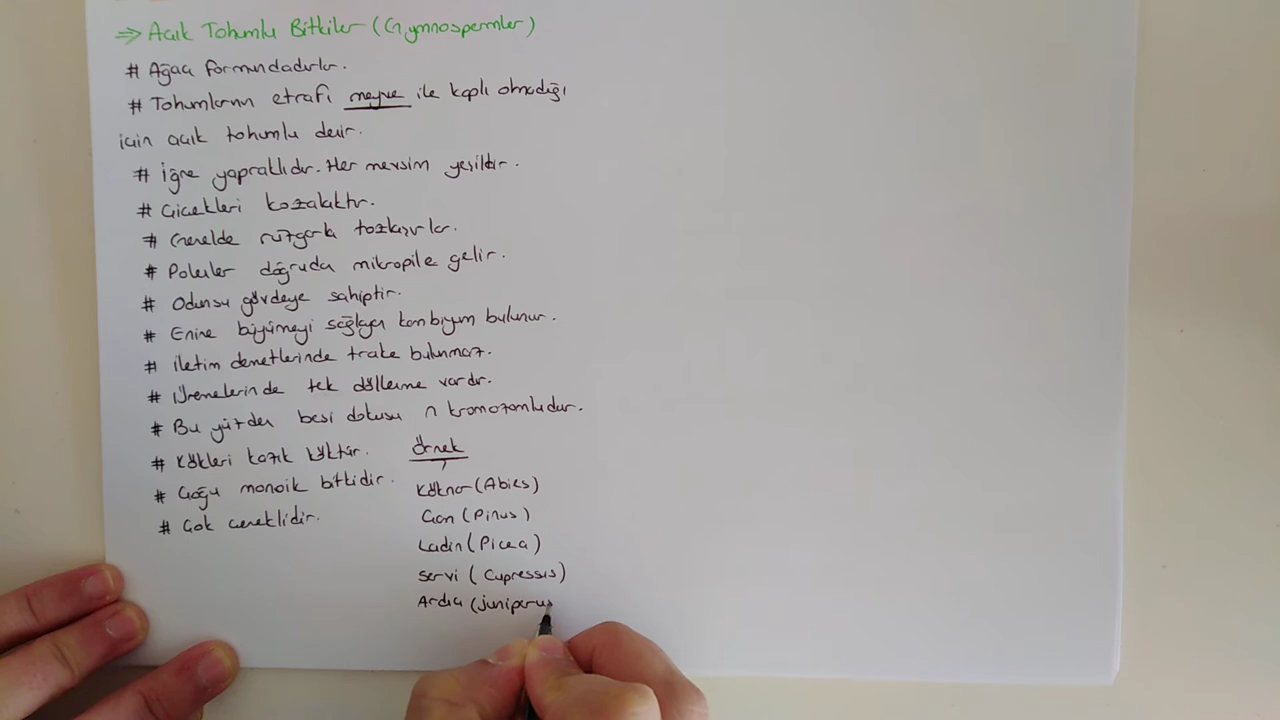 ⇒ Açık Tohumlu Bitkiler (Gymnospermler)
# Ağaç formundadırlar.
# Tohumlarının etrafı meyve ile kaplı olmadığı
için açık tohumlu denir.
# İğne yapraklıdır. Her mevsim yeşildir.
# Çiçekleri kozalaktır.
# Genelde rüzgarla tozlaşırlar.
# Polenler doğruda mikropile gelir.
# Odunsu gövdeye sahiptir.
# Enine büyümeyi sağlayan kambiyum bulunur.
# İletim demetlerinde trake bulunmaz.
# Üremelerinde tek döllenme vardır.
# Bu yüzden besi dokusu n kromozomludur.
# Kökleri kazık köktür.
Örnek
# Çoğu monoik bitkidir.
Köknar (Abies)
# Çok çeneklidir.
Çam (Pinus)
Ladin (Picea)
Servi (Cupressis)
Ardıç (juniperus